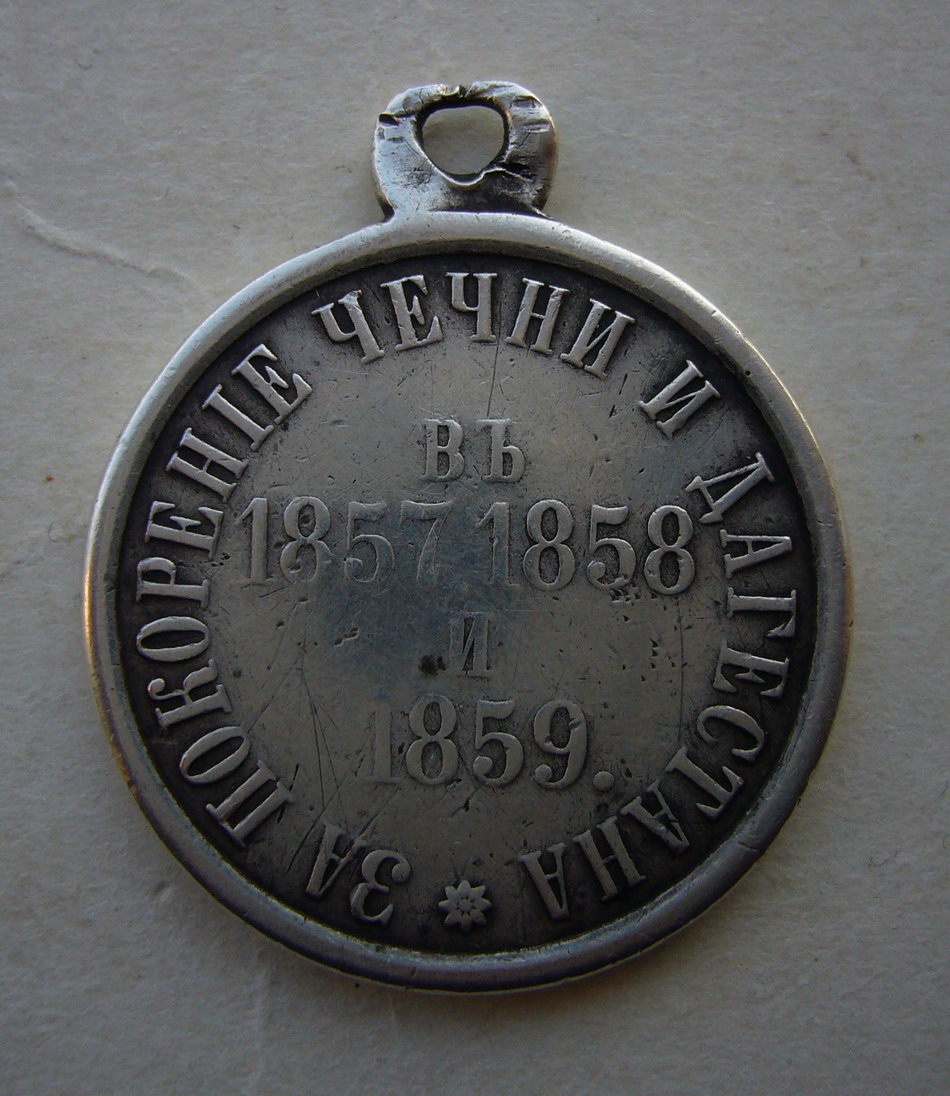 ЗА ПОКОРЕНІЕ ЧЕЧНИ И ДАГЕСТАНА
ВЪ
1857 1858
И
1859.